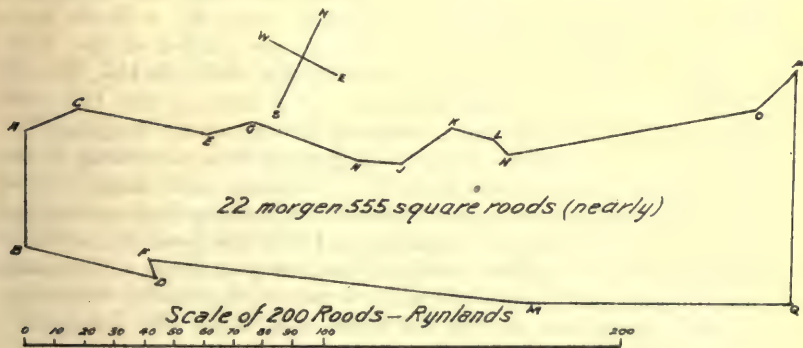 N
W
E
S
P
C
G
O
A
K
E
L
H
J
N
22 morgen 555 square roods (nearly)
B
F
D
M
Q
Scale of 200 Roods – Rynlands
0 10 20 30 40 50 60 70 80 90 100 200